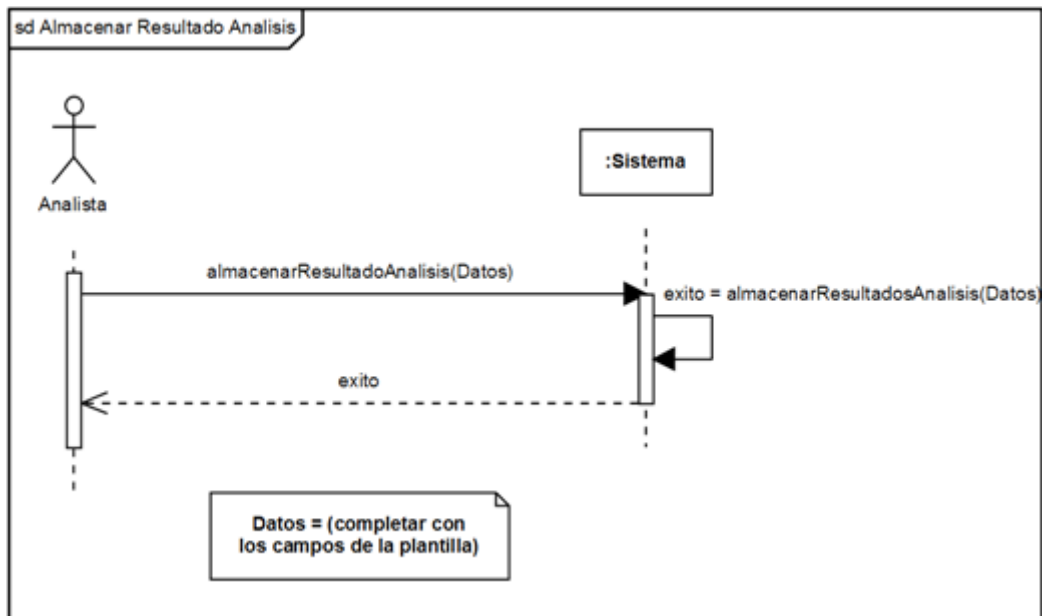 sd Almacenar Resultado Analisis
:Sistema
Analista
almacenarResultadoAnalisis(Datos)
exito = almacenarResultadosAnalisis(Datos)
exito
Datos = (completar con
los campos de la plantilla)